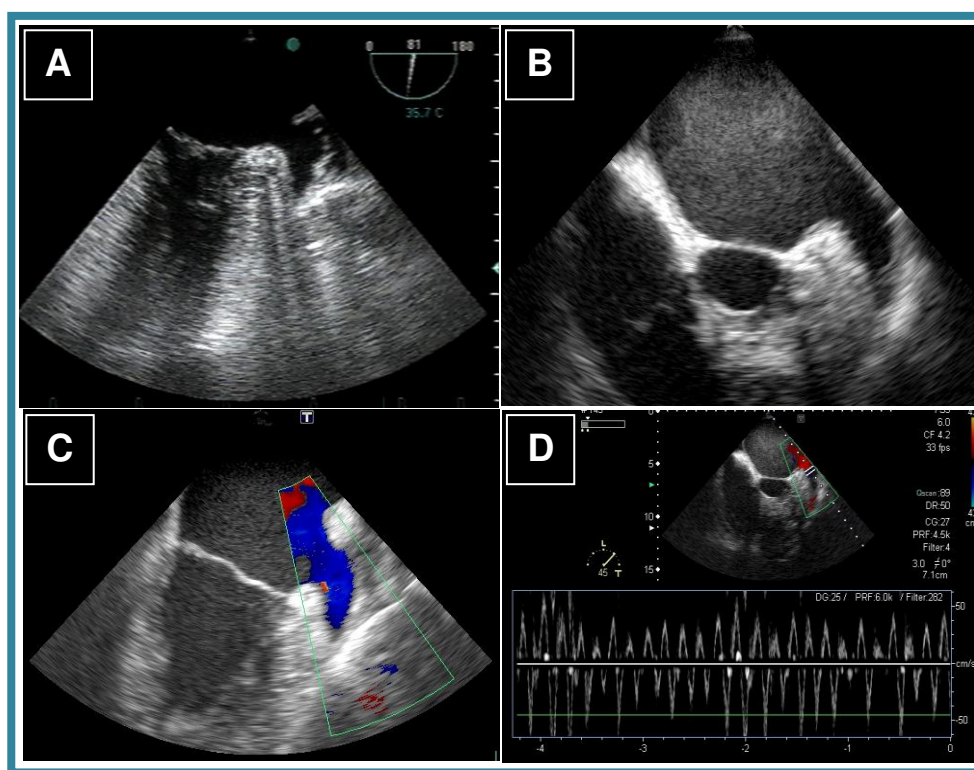 A
0 81 180
35.7 C
B
C
T
D
0
6.0
CF 4.2
33 fps
5
Qscan:89
DR:50
10
CG:27
PRF:4.5k
Filter:4
L
45 T
3.0
0°
15
7.1cm
DG:25 / PRF:6.0k / Filter:282
50
cm/s
-50
-4 -3 -2 -1 0